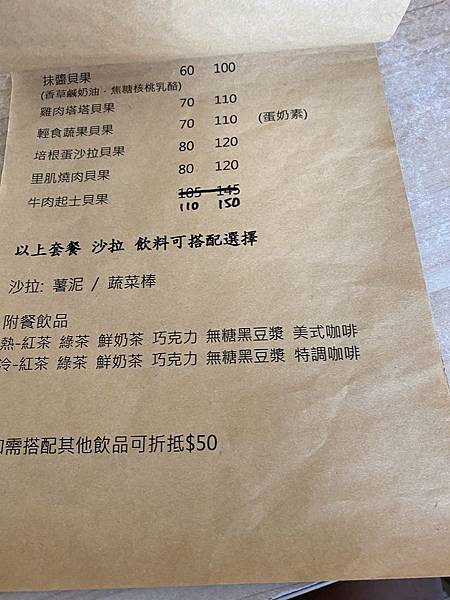 抹醬貝果 60 100
(香草鹹奶油．焦糖核桃乳酪)
雞肉塔塔貝果 70 110
輕食蔬果貝果 70 110 (蛋奶素)
培根蛋沙拉貝果 80 120
里肌燒肉貝果 80 120
牛肉起士貝果 105 145
110 150
以上套餐 沙拉 飲料可搭配選擇
沙拉: 薯泥 / 蔬菜棒
附餐飲品
熱-紅茶 綠茶 鮮奶茶 巧克力 無糖黑豆漿 美式咖啡
冷-紅茶 綠茶 鮮奶茶 巧克力 無糖黑豆漿 特調咖啡
如需搭配其他飲品可折抵$50